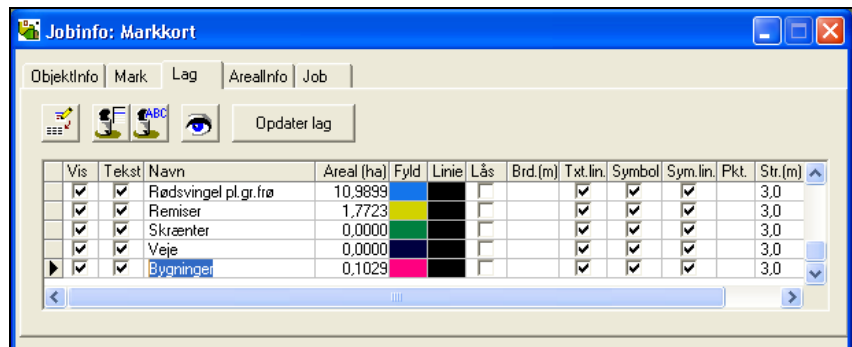 Jobinfo: Markkort
ObjektInfo Mark Lag ArealInfo Job
ABC Opdater lag
Vis Tekst Navn Areal (ha) Fyld Linie Lås Brd.(m) Txt.lin. Symbol Sym.lin. Pkt. Str.(m)
Rødsvingel pl.gr.frø 10,9899 3,0
Remiser 1,7723 3,0
Skrænter 0,0000 3,0
Veje 0,0000 3,0
Bygninger 0,1029 3,0